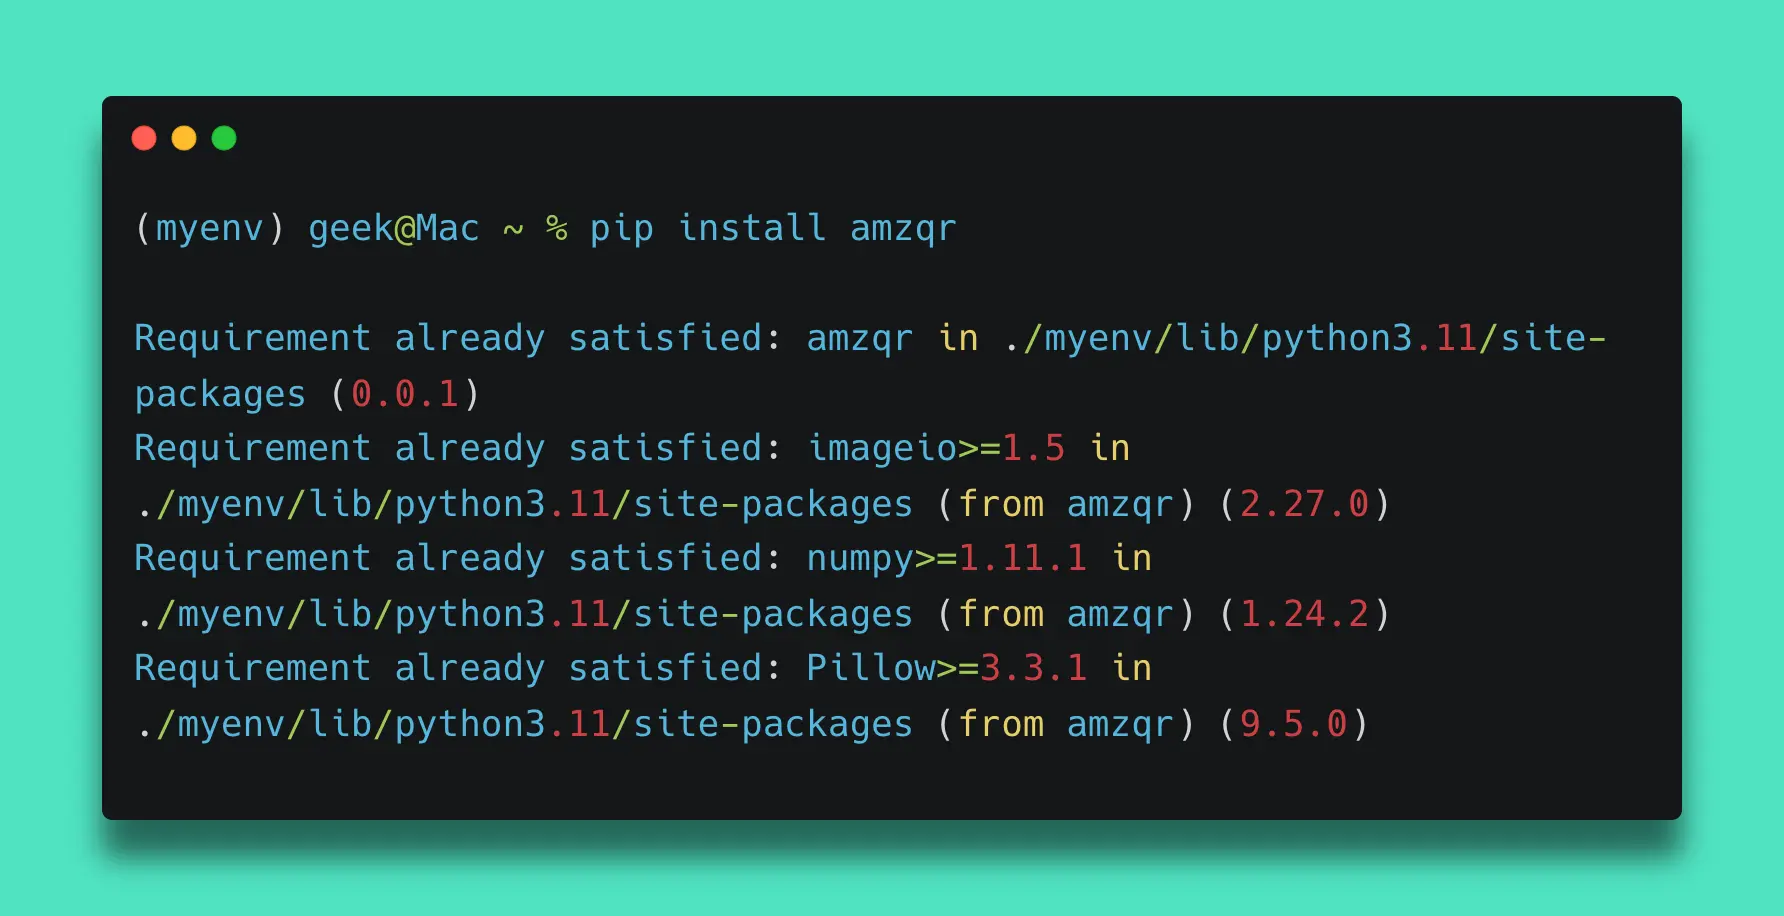 (myenv) geek@Mac ~ % pip install amzqr
Requirement already satisfied: amzqr in ./myenv/lib/python3.11/site-
packages (0.0.1)
Requirement already satisfied: imageio>=1.5 in
./myenv/lib/python3.11/site-packages (from amzqr) (2.27.0)
Requirement already satisfied: numpy>=1.11.1 in
./myenv/lib/python3.11/site-packages (from amzqr) (1.24.2)
Requirement already satisfied: Pillow>=3.3.1 in
./myenv/lib/python3.11/site-packages (from amzqr) (9.5.0)